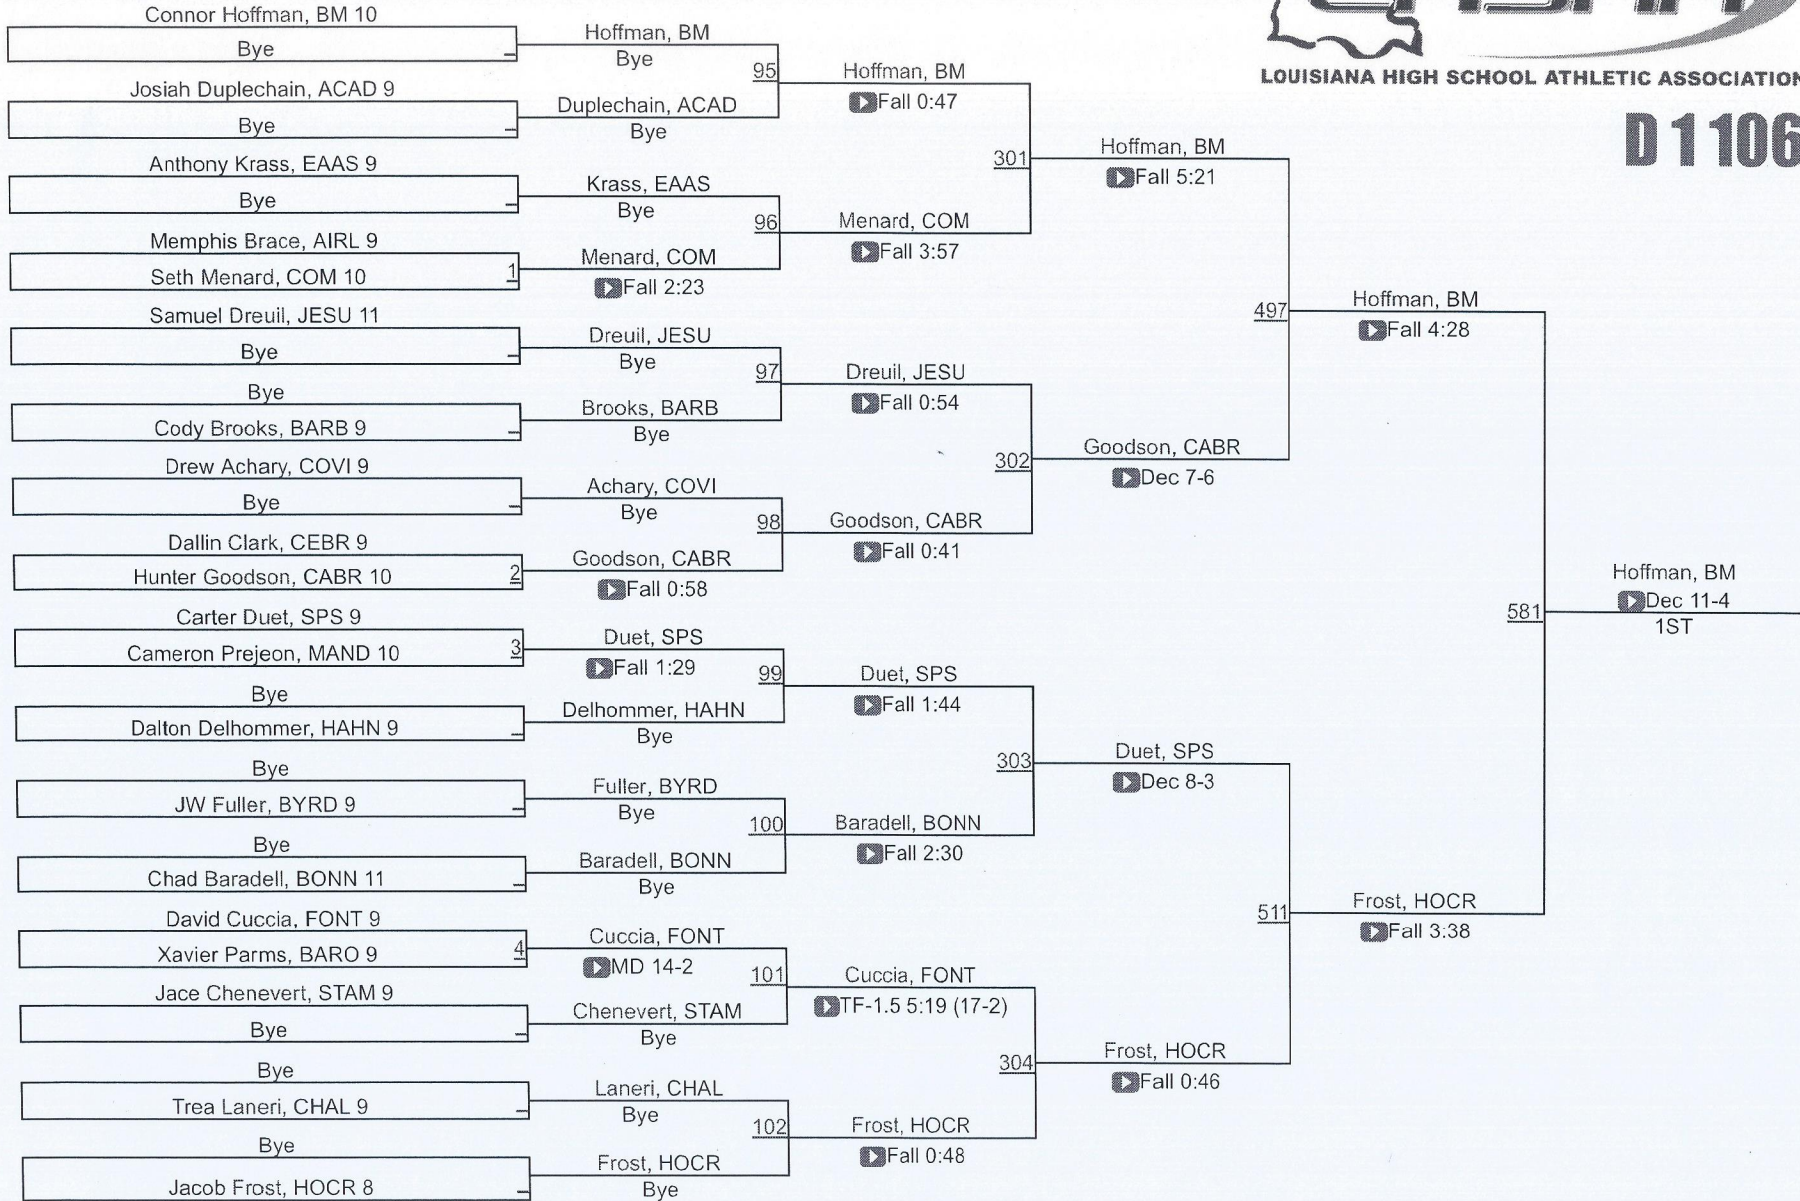 LOUISIANA HIGH SCHOOL ATHLETIC ASSOCIATION
D 1 106
Connor Hoffman, BM 10
Bye
Josiah Duplechain, ACAD 9
Bye
Anthony Krass, EAAS 9
Bye
Memphis Brace, AIRL 9
Seth Menard, COM 10
1
Samuel Dreuil, JESU 11
Bye
Bye
Cody Brooks, BARB 9
Drew Achary, COVI 9
Bye
Dallin Clark, CEBR 9
Hunter Goodson, CABR 10
2
Carter Duet, SPS 9
Cameron Prejeon, MAND 10
3
Bye
Dalton Delhommer, HAHN 9
Bye
JW Fuller, BYRD 9
Bye
Chad Baradell, BONN 11
David Cuccia, FONT 9
Xavier Parms, BARO 9
4
Jace Chenevert, STAM 9
Bye
Bye
Trea Laneri, CHAL 9
Bye
Jacob Frost, HOCR 8
Hoffman, BM
Bye
95
Duplechain, ACAD
Bye
Krass, EAAS
Bye
96
Menard, COM
Fall 2:23
Dreuil, JESU
Bye
97
Brooks, BARB
Bye
Achary, COVI
Bye
98
Goodson, CABR
Fall 0:58
Duet, SPS
Fall 1:29
99
Delhommer, HAHN
Bye
Fuller, BYRD
Bye
100
Baradell, BONN
Bye
Cuccia, FONT
MD 14-2
101
Chenevert, STAM
Bye
Laneri, CHAL
Bye
102
Frost, HOCR
Bye
Hoffman, BM
Fall 0:47
301
Menard, COM
Fall 3:57
Dreuil, JESU
Fall 0:54
302
Goodson, CABR
Fall 0:41
Duet, SPS
Fall 1:44
303
Baradell, BONN
Fall 2:30
Cuccia, FONT
TF-1.5 5:19 (17-2)
304
Frost, HOCR
Fall 0:48
Hoffman, BM
Fall 5:21
497
Goodson, CABR
Dec 7-6
Duet, SPS
Dec 8-3
511
Frost, HOCR
Fall 0:46
Hoffman, BM
Fall 4:28
581
Frost, HOCR
Fall 3:38
Hoffman, BM
Dec 11-4
1ST